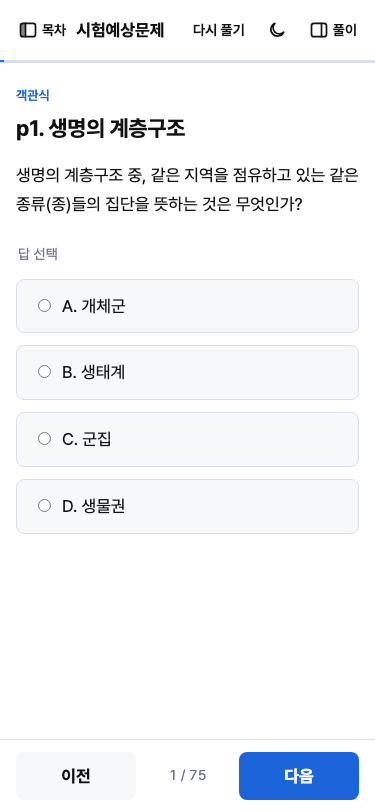 목차 시험예상문제 다시 풀기 풀이
객관식
p1. 생명의 계층구조
생명의 계층구조 중, 같은 지역을 점유하고 있는 같은
종류(종)들의 집단을 뜻하는 것은 무엇인가?
답 선택
A. 개체군
B. 생태계
C. 군집
D. 생물권
이전 1 / 75 다음